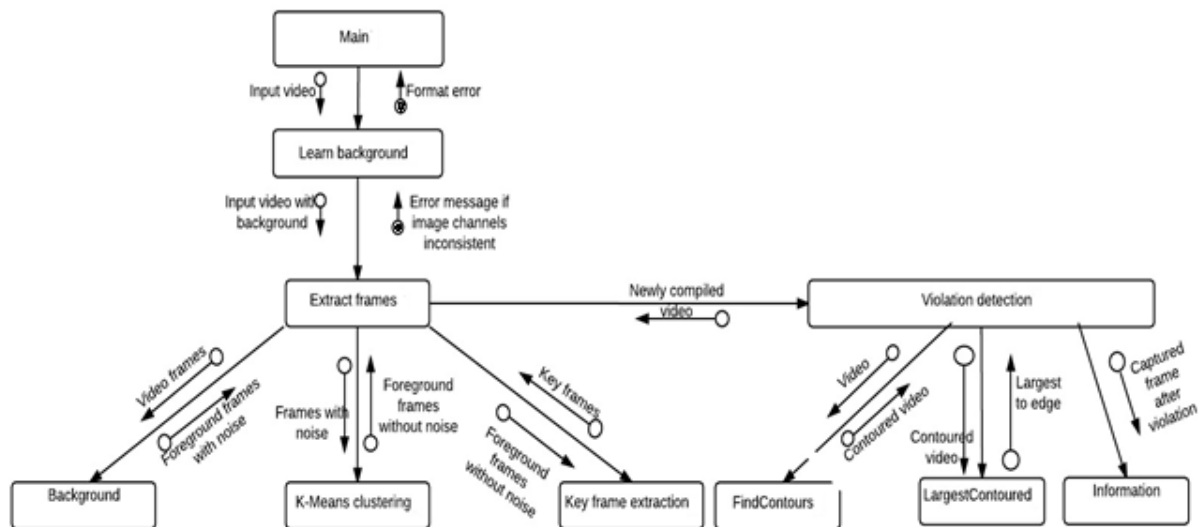 Main
Input video
Format error
Learn background
Input video with
background
Error message if
image channels
inconsistent
Extract frames
Newly compiled
video
Violation detection
Video frames
Foreground frames
with noise
Frames with
noise
Foreground
frames
without noise
Key frames
Foreground
frames
without noise
Video
Contoured video
Contoured
video
Largest
to edge
Captured
frame
after
violation
Background
K-Means clustering
Key frame extraction
FindContours
LargestContoured
Information